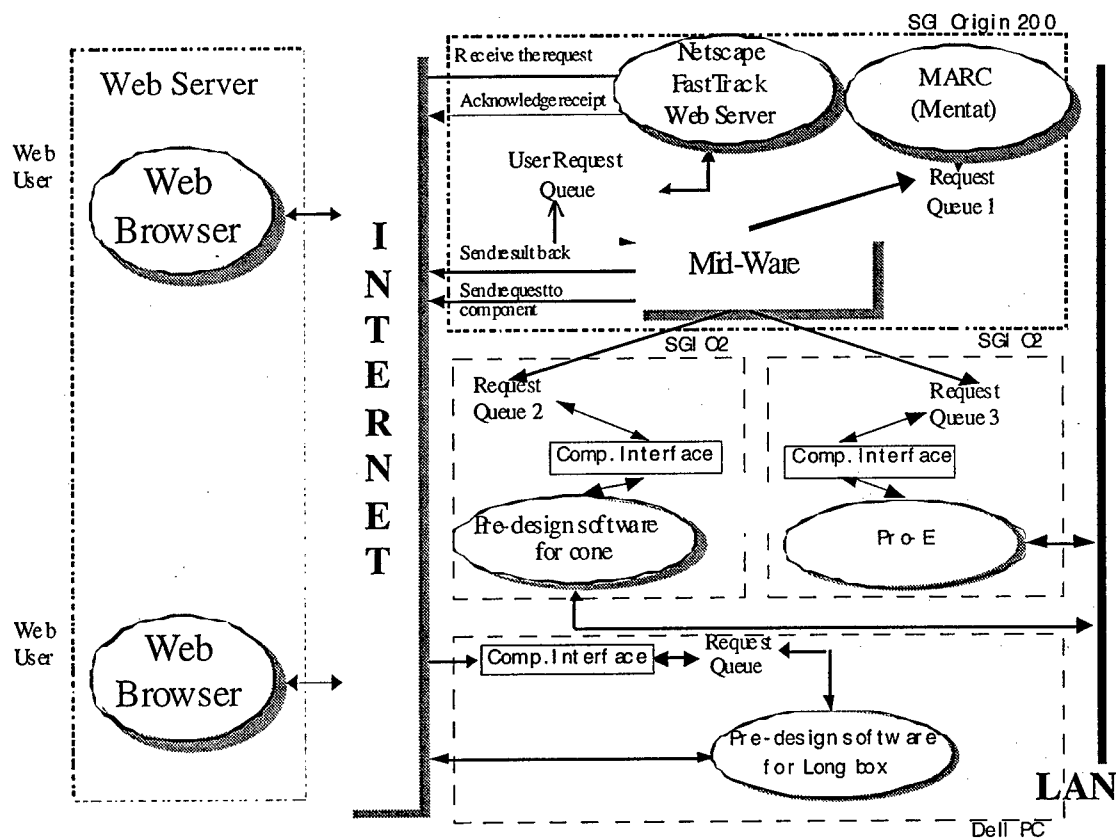 SGI Origin 200
Web Server
Web
User
Web
Browser
Web
User
Web
Browser
INTERNET
Receive the request
Acknowledge receipt
Netscape
FastTrack
Web Server
MARC
(Mentat)
User Request
Queue
Request
Queue 1
Send result back
Send request to
component
Mid-Ware
SGI O2
SGI O2
Request
Queue 2
Request
Queue 3
Comp. Interface
Comp. Interface
Pre-design software
for cone
Pro-E
Comp. Interface
Request
Queue
Pre-design software
for Long box
LAN
Dell PC